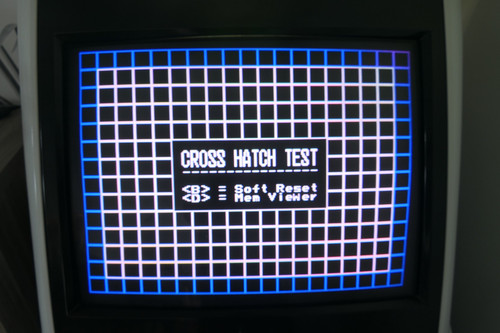 CROSS HATCH TEST
<B> = Soft Reset
<D> = Mem Viewer